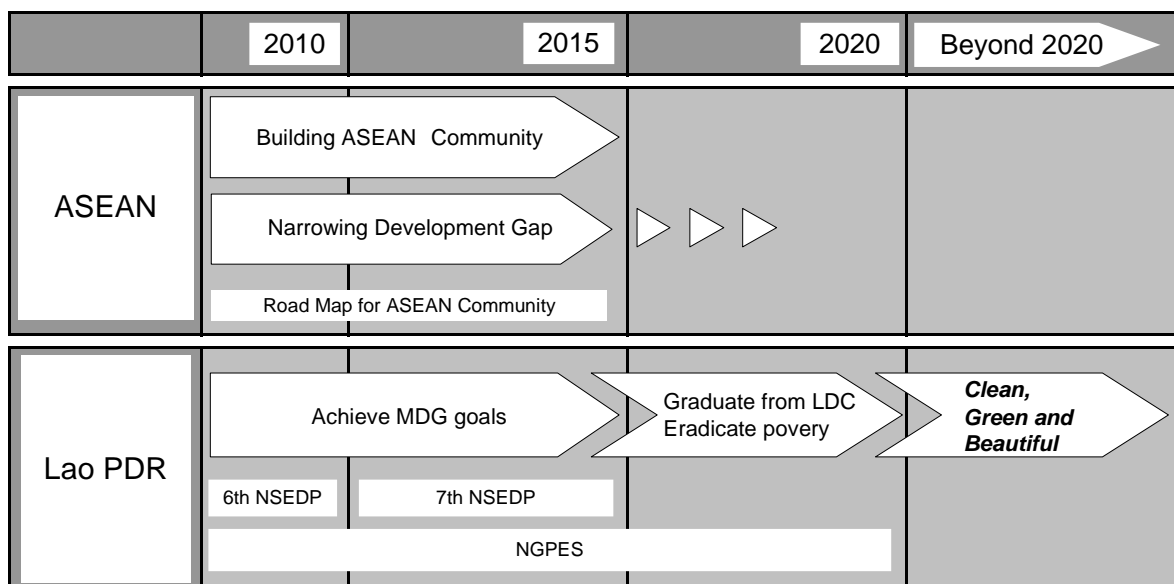 2010
2015
2020
Beyond 2020
ASEAN
Building ASEAN Community
Narrowing Development Gap
Road Map for ASEAN Community
Lao PDR
Achieve MDG goals
Graduate from LDC
Eradicate povery
Clean,
Green and
Beautiful
6th NSEDP
7th NSEDP
NGPES